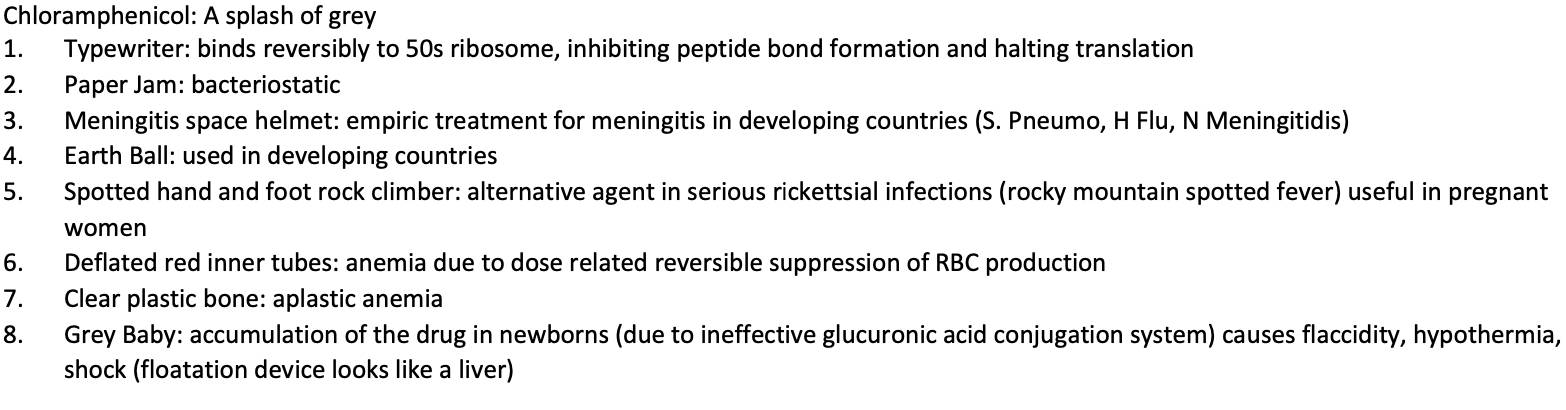 Chloramphenicol: A splash of grey
1. Typewriter: binds reversibly to 50s ribosome, inhibiting peptide bond formation and halting translation
2. Paper Jam: bacteriostatic
3. Meningitis space helmet: empiric treatment for meningitis in developing countries (S. Pneumo, H Flu, N Meningitidis)
4. Earth Ball: used in developing countries
5. Spotted hand and foot rock climber: alternative agent in serious rickettsial infections (rocky mountain spotted fever) useful in pregnant
women
6. Deflated red inner tubes: anemia due to dose related reversible suppression of RBC production
7. Clear plastic bone: aplastic anemia
8. Grey Baby: accumulation of the drug in newborns (due to ineffective glucuronic acid conjugation system) causes flaccidity, hypothermia,
shock (floatation device looks like a liver)